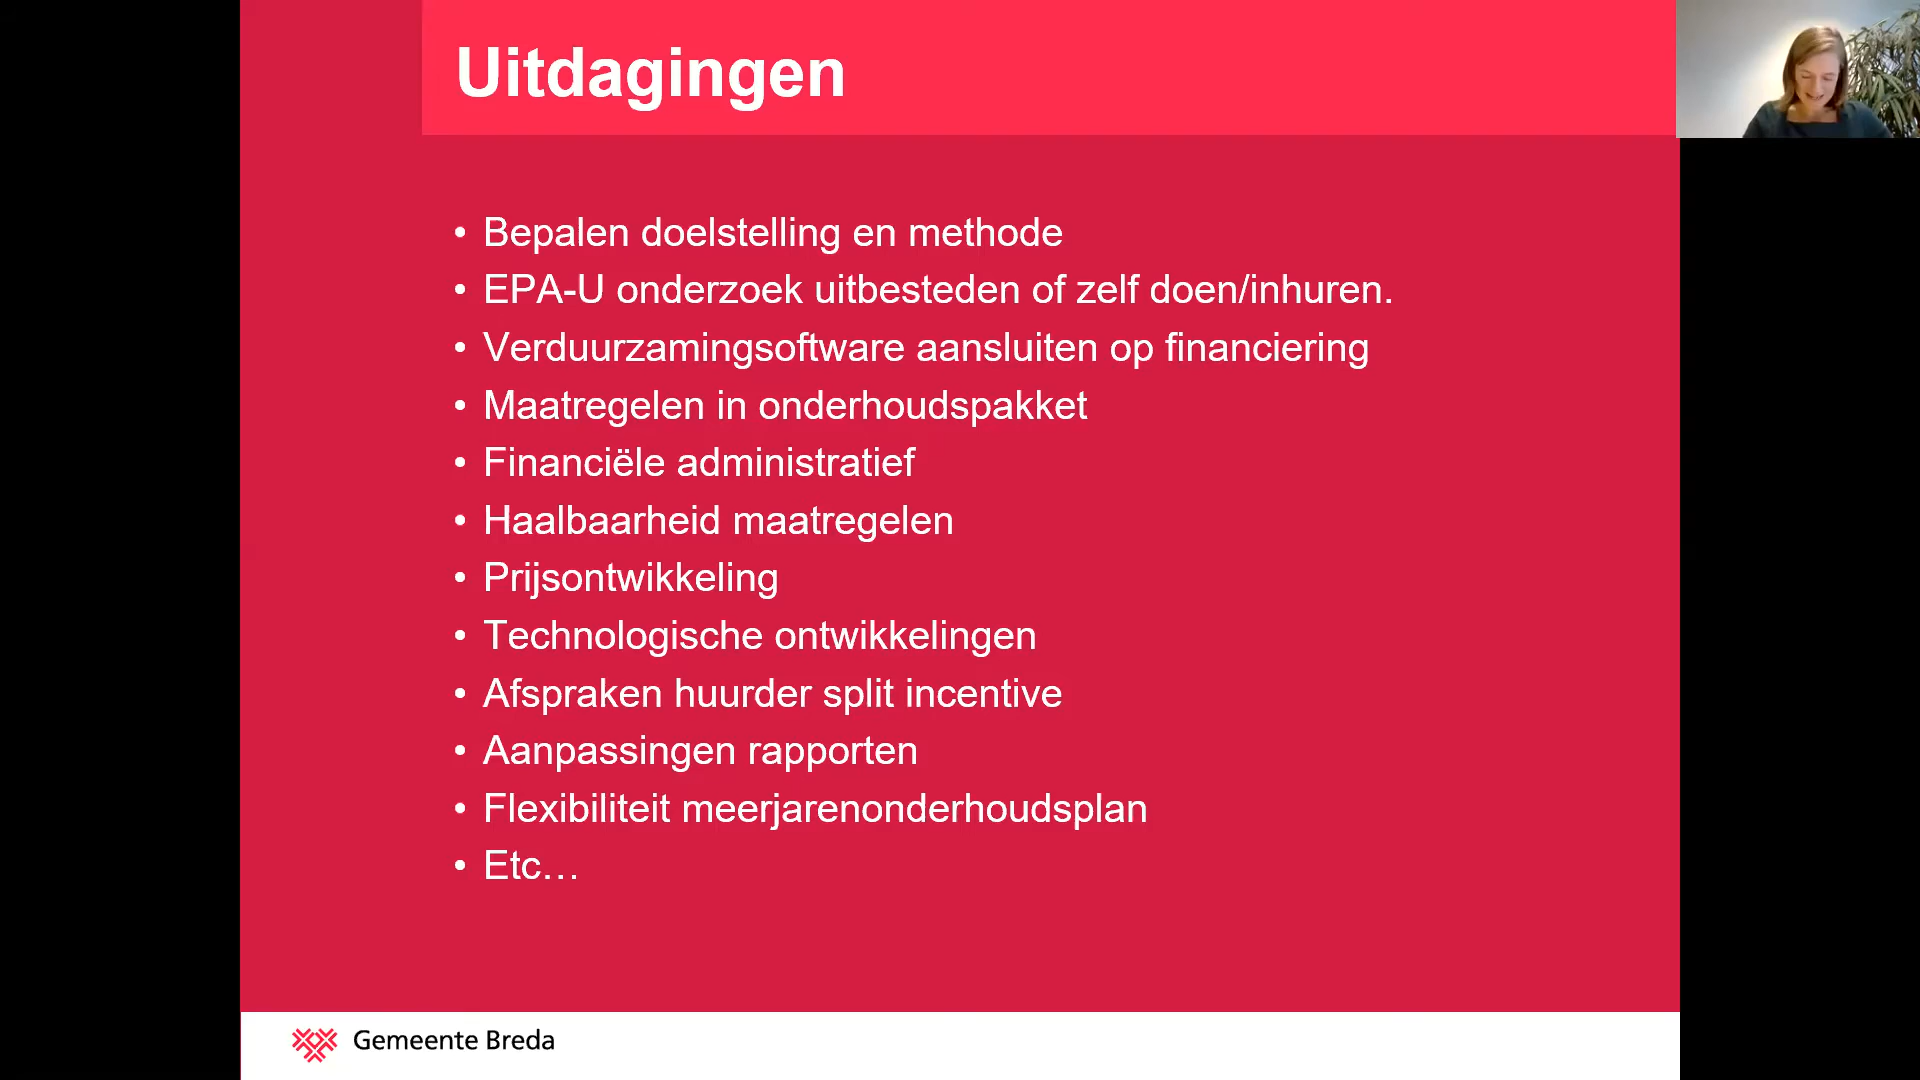 Uitdagingen
• Bepalen doelstelling en methode
• EPA-U onderzoek uitbesteden of zelf doen/inhuren.
• Verduurzamingsoftware aansluiten op financiering
• Maatregelen in onderhoudspakket
• Financiële administratief
• Haalbaarheid maatregelen
• Prijsontwikkeling
• Technologische ontwikkelingen
• Afspraken huurder split incentive
• Aanpassingen rapporten
• Flexibiliteit meerjarenonderhoudsplan
• Etc…
Gemeente Breda